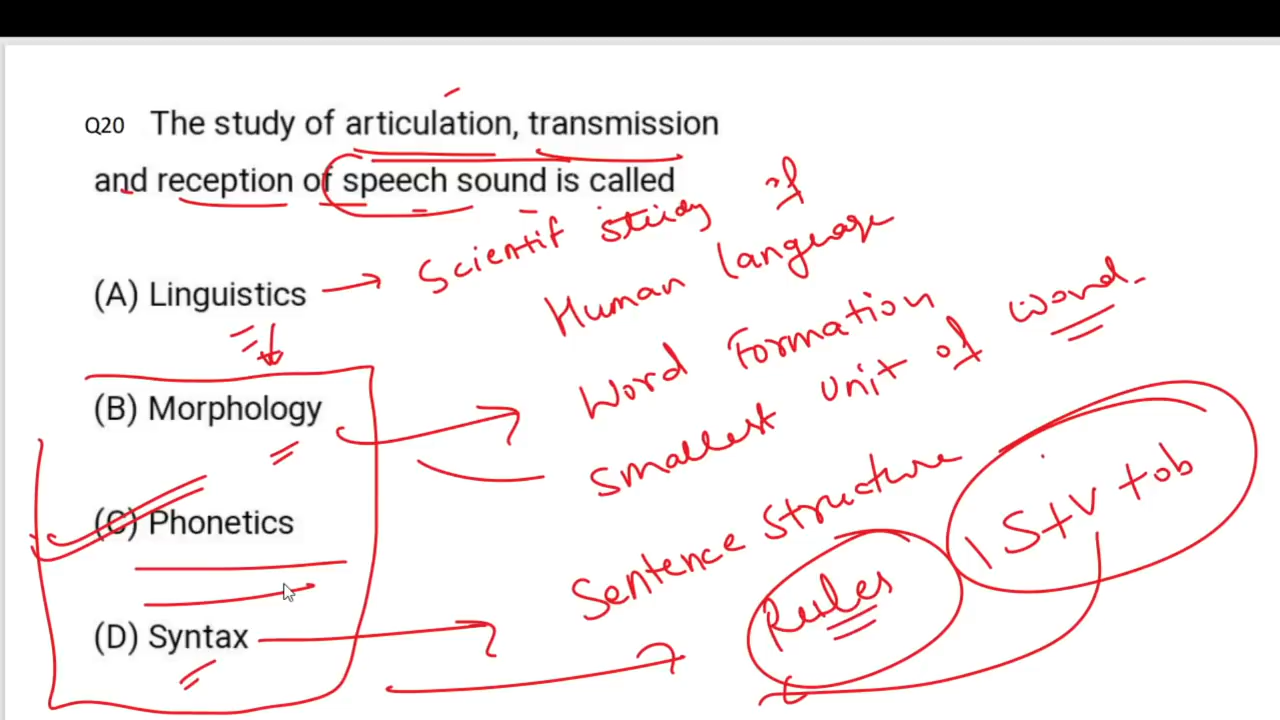 Q20 The study of articulation, transmission
and reception of speech sound is called
(A) Linguistics
Scientif study of
Human language
(B) Morphology
Word Formation
Smallest unit of word.
(C) Phonetics
(D) Syntax
Sentence Structure
Rules
S+V+ob